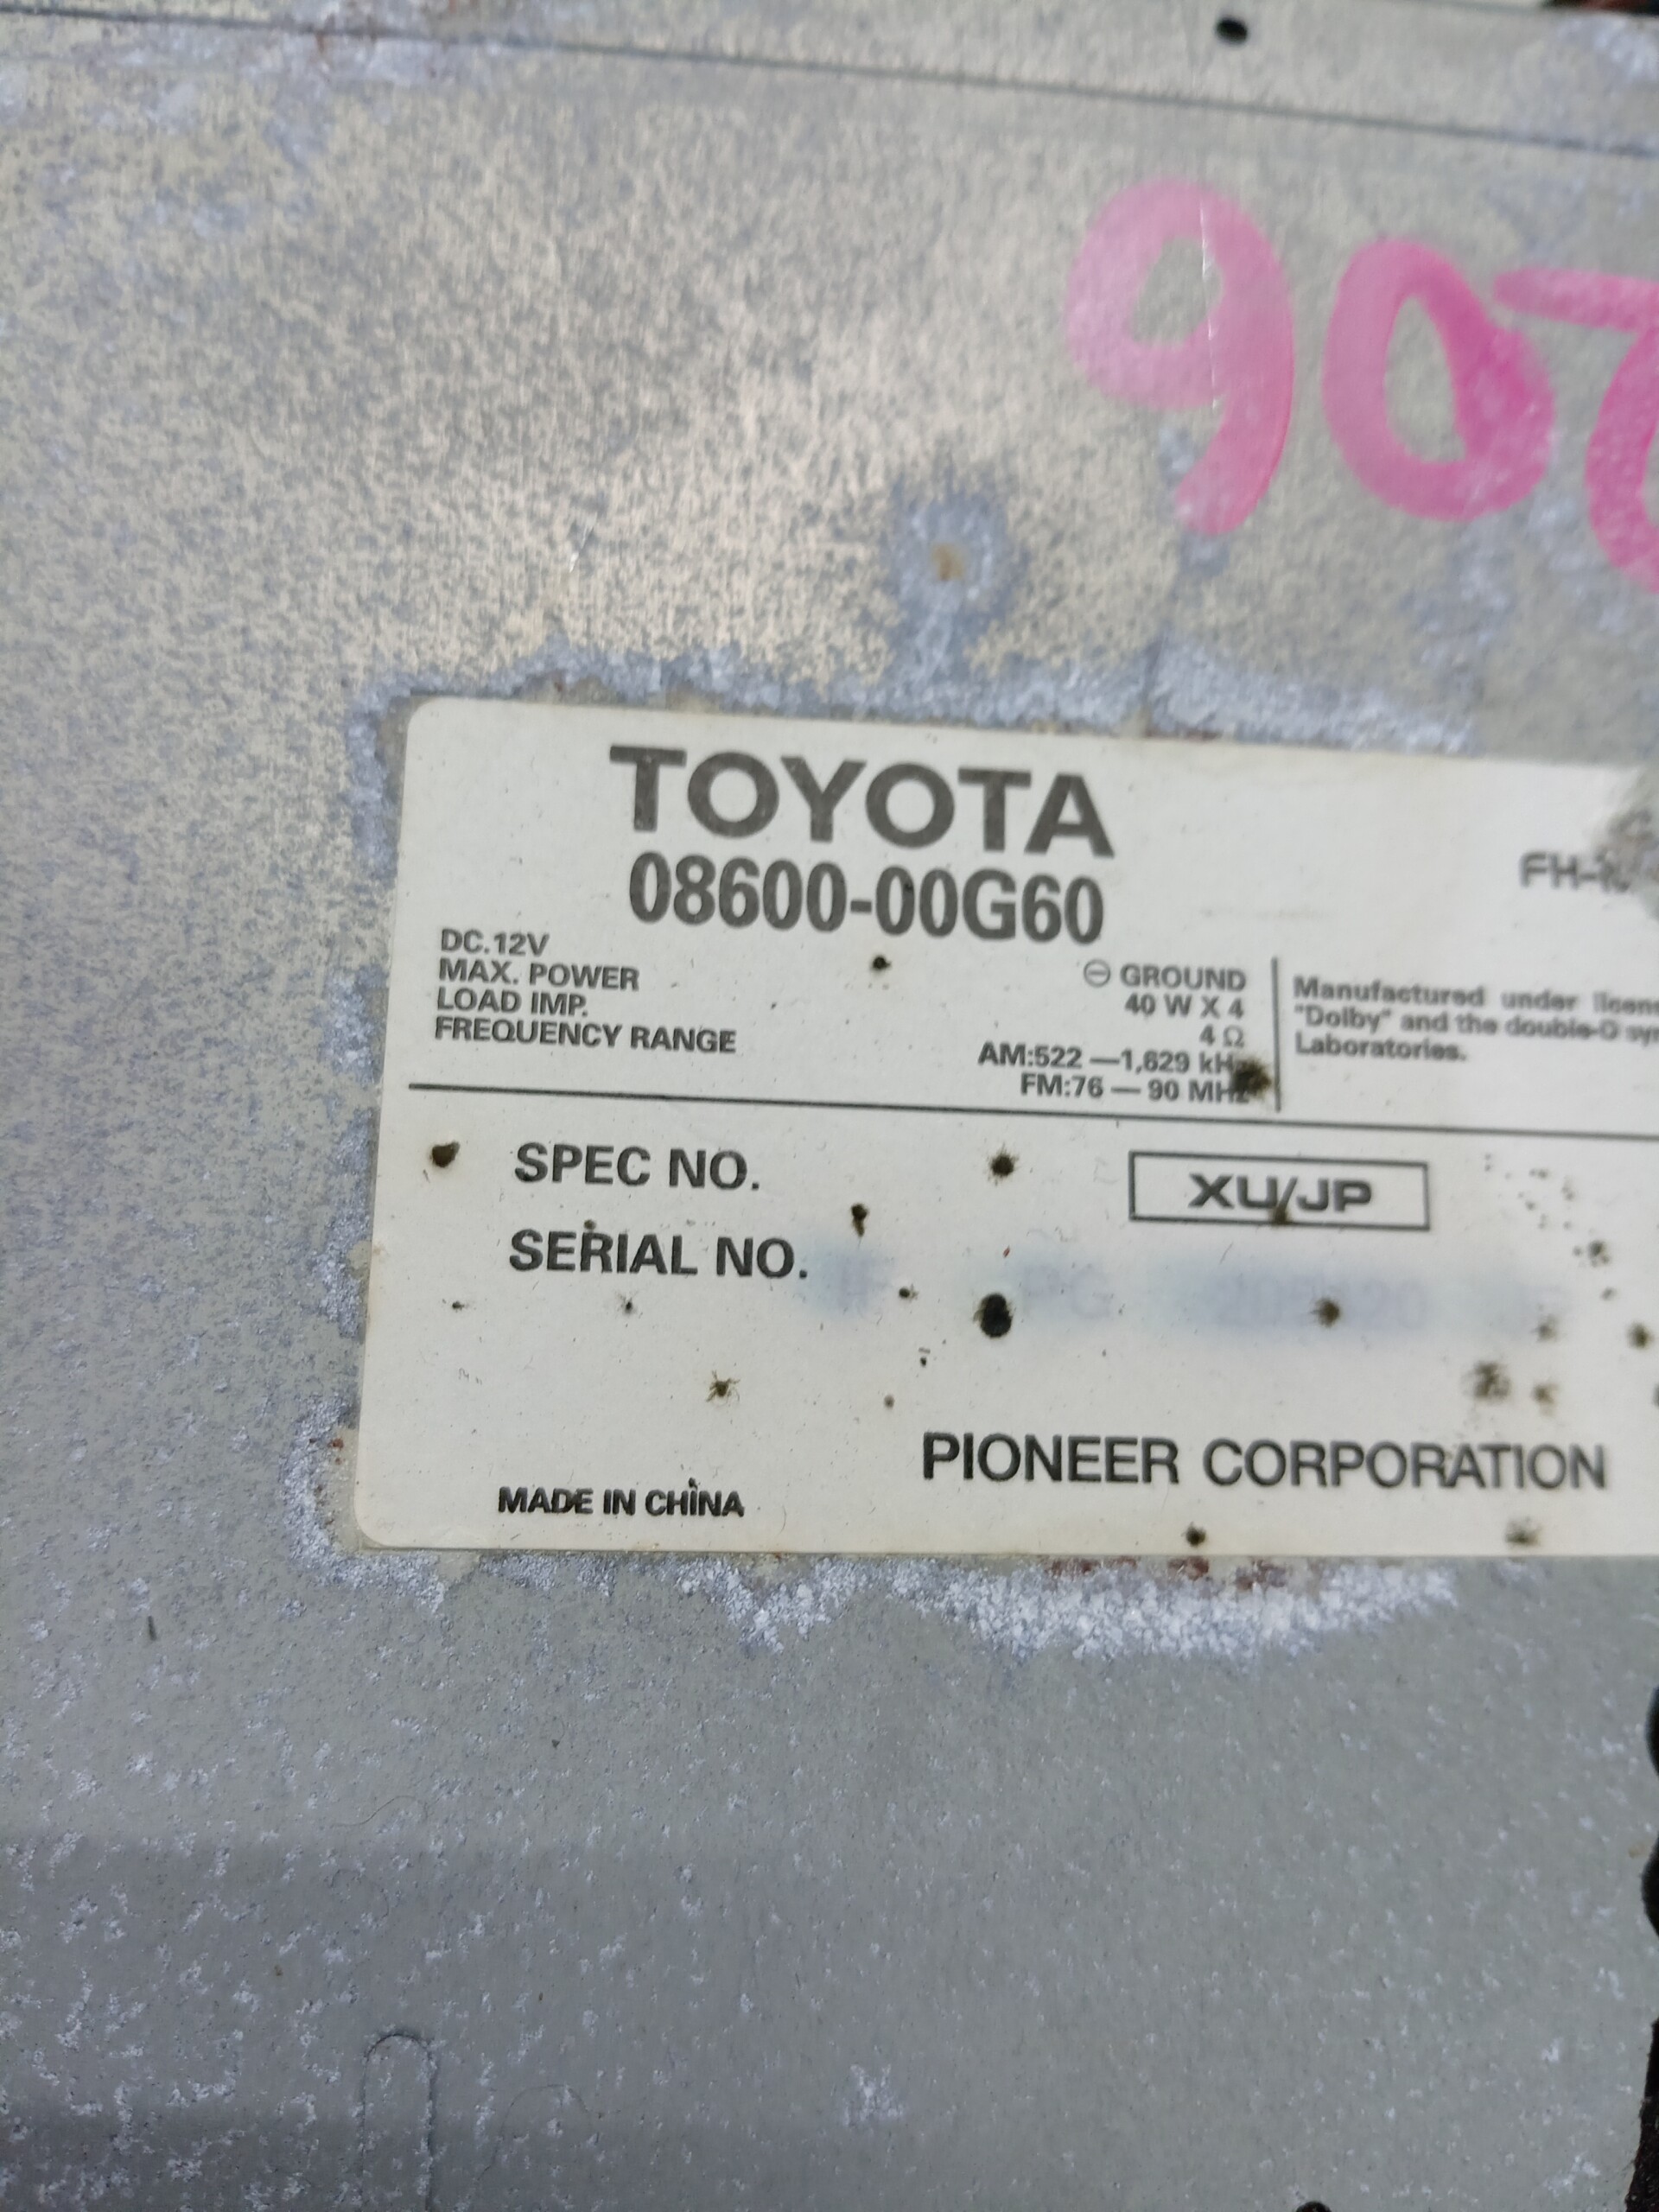 90
TOYOTA
08600-00G60
DC.12V ⊖ GROUND
MAX. POWER 40 W X 4
LOAD IMP. 4 Ω
FREQUENCY RANGE AM:522 —1,629 kHz
FM:76 — 90 MHz
Manufactured under
"Dolby" and the double-D
Laboratories.
SPEC NO. XU/JP
SERIAL NO.
PIONEER CORPORATION
MADE IN CHINA